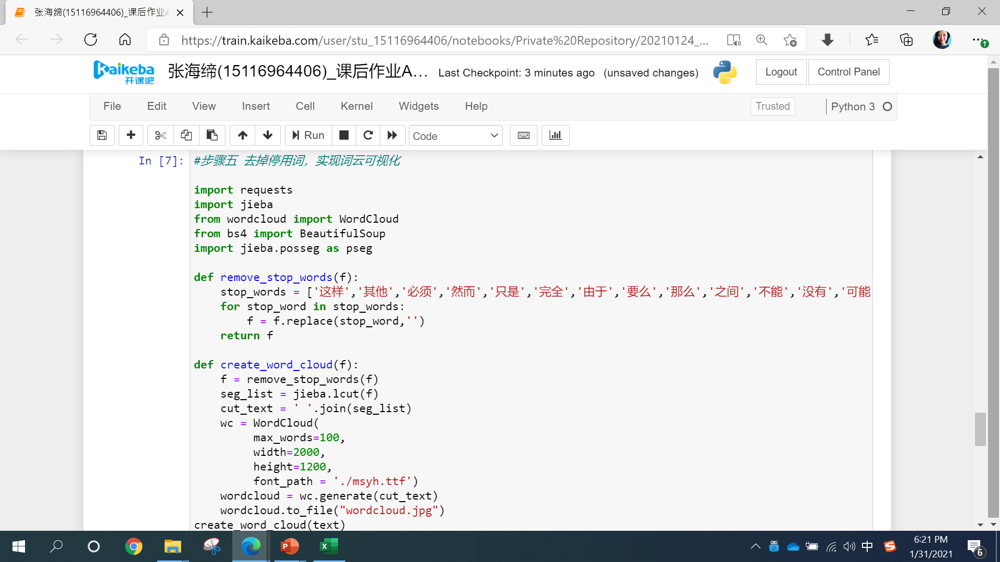 张海缔(15116964406)_课后作业A
https://train.kaikeba.com/user/stu_15116964406/notebooks/Private%20Repository/20210124_...
kaikeba
开课吧
张海缔(15116964406)_课后作业A... Last Checkpoint: 3 minutes ago (unsaved changes)
Logout
Control Panel
File Edit View Insert Cell Kernel Widgets Help
Trusted
Python 3
Run
Code
In [7]: #步骤五 去掉停用词，实现词云可视化
import requests
import jieba
from wordcloud import WordCloud
from bs4 import BeautifulSoup
import jieba.posseg as pseg
def remove_stop_words(f):
    stop_words = ['这样','其他','必须','然而','只是','完全','由于','要么','那么','之间','不能','没有','可能
    for stop_word in stop_words:
        f = f.replace(stop_word,'')
    return f
def create_word_cloud(f):
    f = remove_stop_words(f)
    seg_list = jieba.lcut(f)
    cut_text = ' '.join(seg_list)
    wc = WordCloud(
         max_words=100,
         width=2000,
         height=1200,
         font_path = './msyh.ttf')
    wordcloud = wc.generate(cut_text)
    wordcloud.to_file("wordcloud.jpg")
create_word_cloud(text)
中
6:21 PM
1/31/2021
6